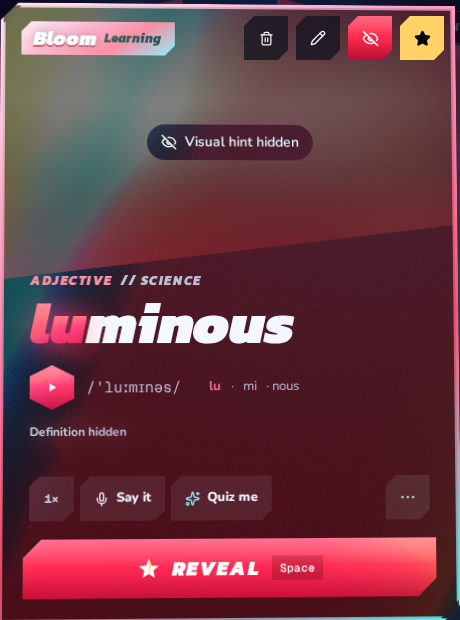 Bloom Learning
Visual hint hidden
ADJECTIVE // SCIENCE
luminous
/ˈluːmɪnəs/ lu · mi · nous
Definition hidden
1× Say it Quiz me ...
REVEAL Space